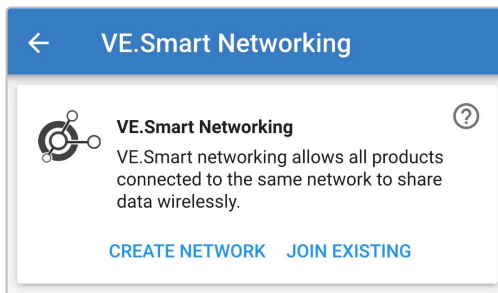 VE.Smart Networking
VE.Smart Networking
VE.Smart networking allows all products
connected to the same network to share
data wirelessly.
CREATE NETWORK JOIN EXISTING